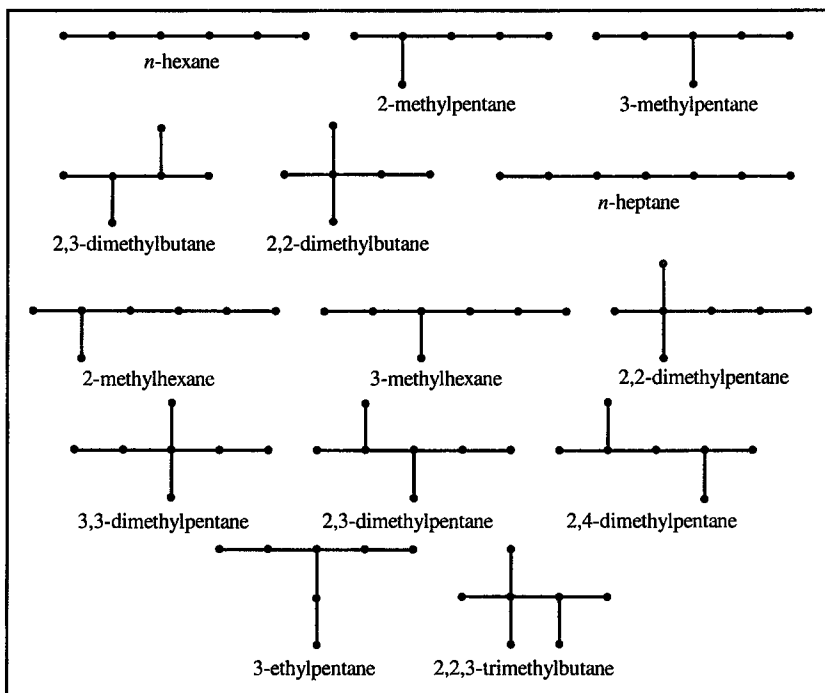 n-hexane
2-methylpentane
3-methylpentane
2,3-dimethylbutane
2,2-dimethylbutane
n-heptane
2-methylhexane
3-methylhexane
2,2-dimethylpentane
3,3-dimethylpentane
2,3-dimethylpentane
2,4-dimethylpentane
3-ethylpentane
2,2,3-trimethylbutane